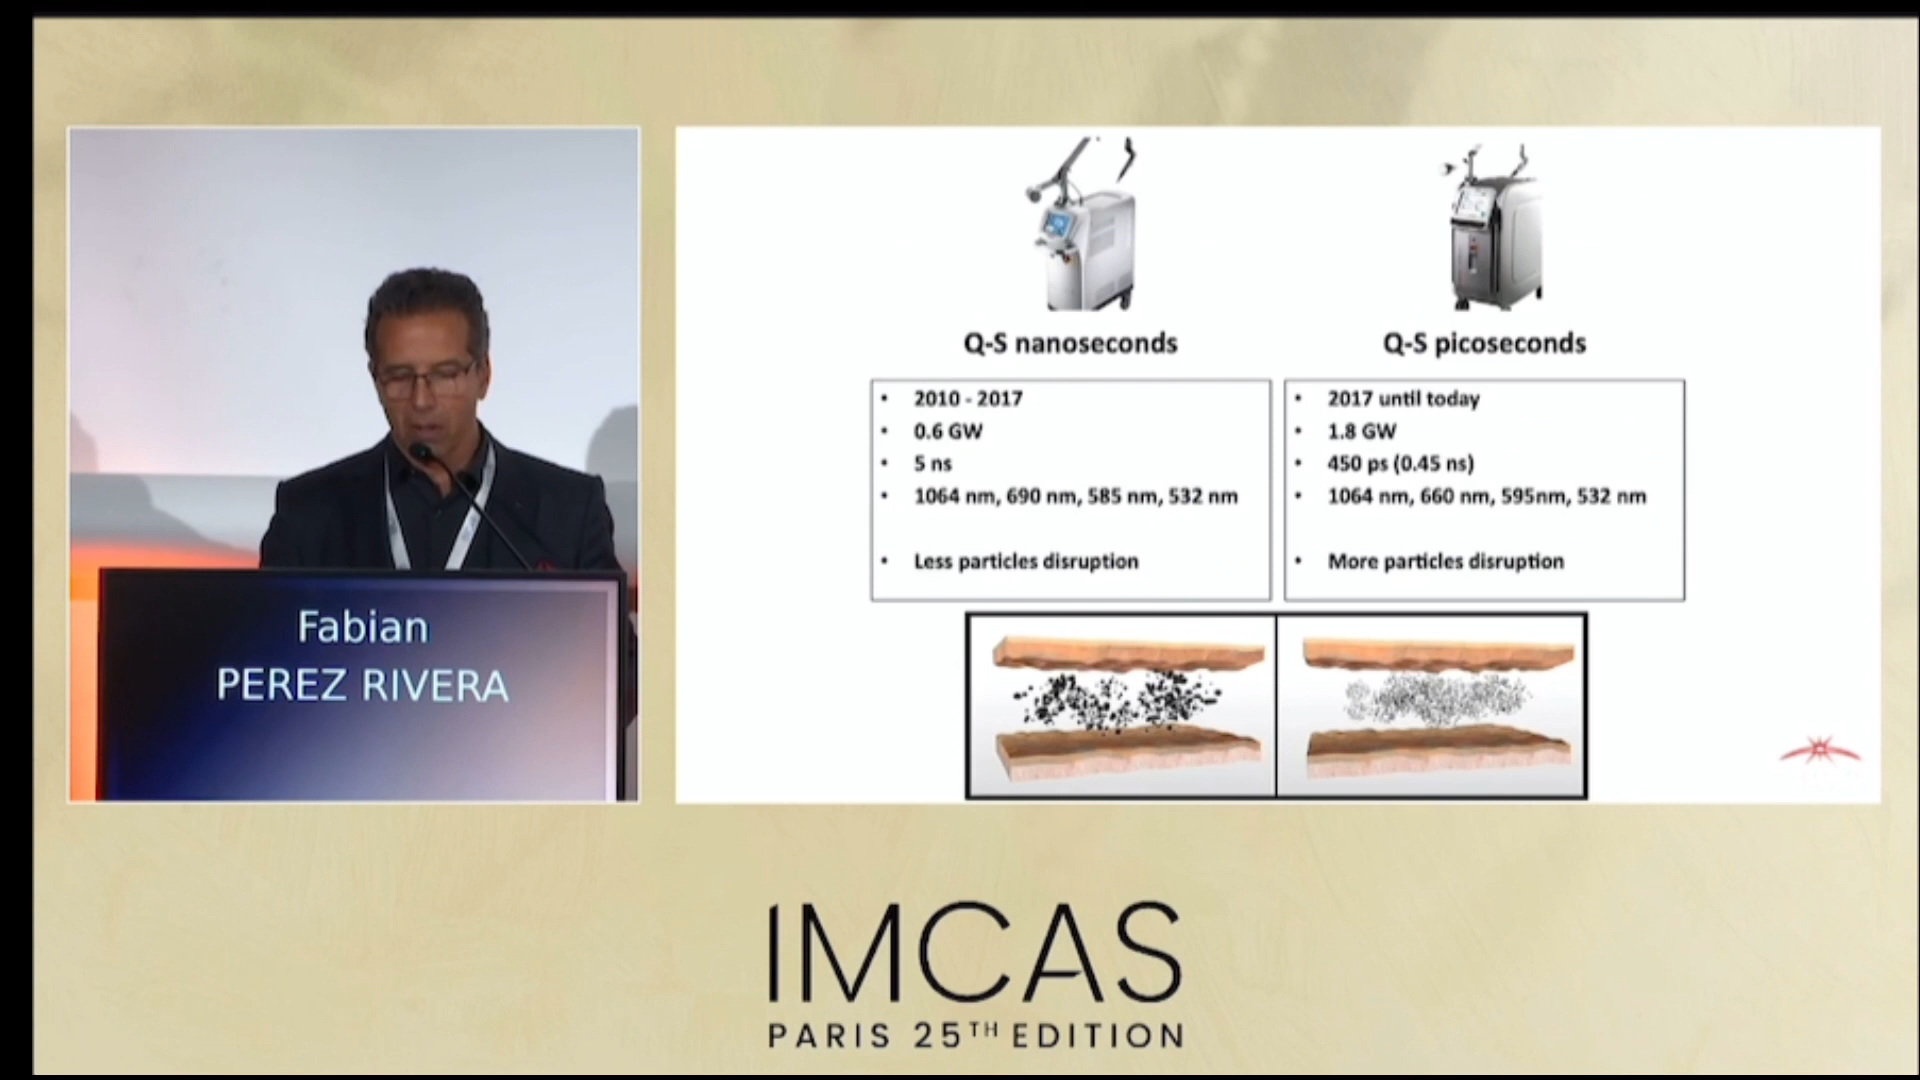 Fabian
PEREZ RIVERA
Q-S nanoseconds
• 2010 - 2017
• 0.6 GW
• 5 ns
• 1064 nm, 690 nm, 585 nm, 532 nm
• Less particles disruption
Q-S picoseconds
• 2017 until today
• 1.8 GW
• 450 ps (0.45 ns)
• 1064 nm, 660 nm, 595nm, 532 nm
• More particles disruption
IMCAS
PARIS 25TH EDITION